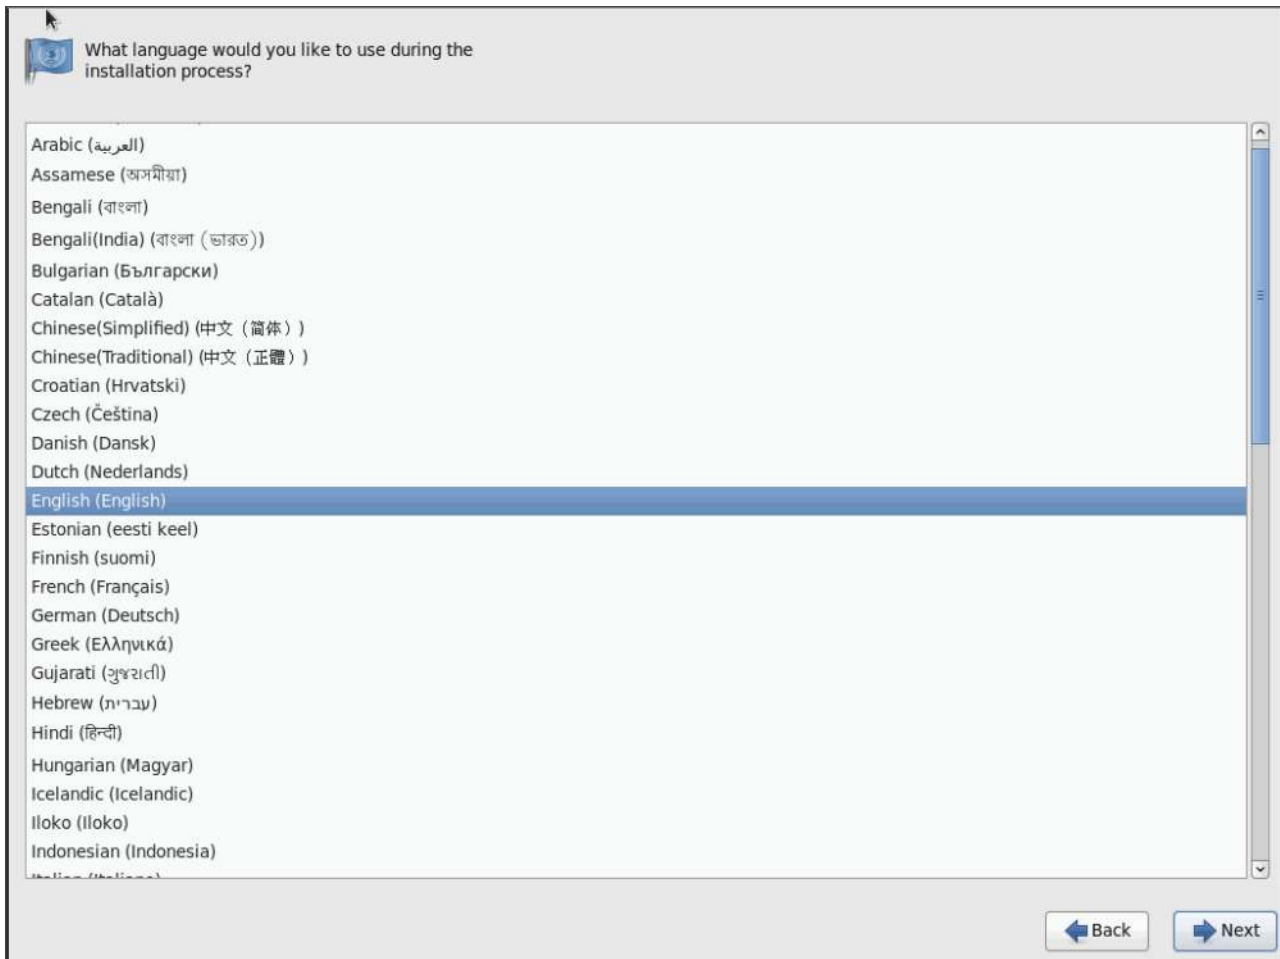 What language would you like to use during the
installation process?
Arabic (العربية)
Assamese (অসমীয়া)
Bengali (বাংলা)
Bengali(India) (বাংলা (ভারত))
Bulgarian (Български)
Catalan (Català)
Chinese(Simplified) (中文（简体）)
Chinese(Traditional) (中文（正體）)
Croatian (Hrvatski)
Czech (Čeština)
Danish (Dansk)
Dutch (Nederlands)
English (English)
Estonian (eesti keel)
Finnish (suomi)
French (Français)
German (Deutsch)
Greek (Ελληνικά)
Gujarati (ગુજરાતી)
Hebrew (עברית)
Hindi (हिन्दी)
Hungarian (Magyar)
Icelandic (Icelandic)
Iloko (Iloko)
Indonesian (Indonesia)
Italian (Italiano)
Back Next